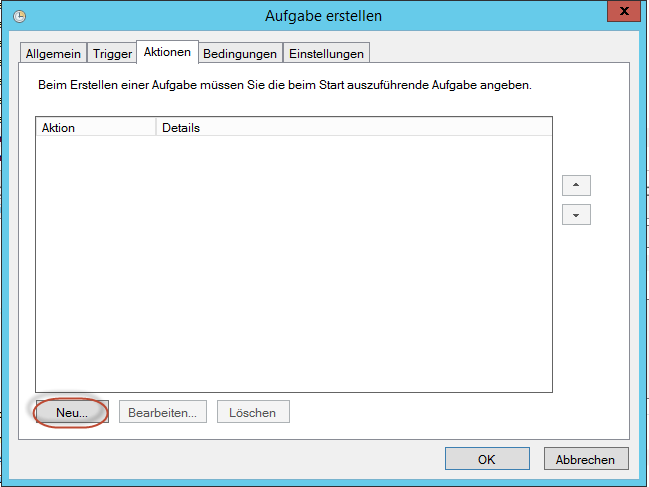 Aufgabe erstellen
x
Allgemein Trigger Aktionen Bedingungen Einstellungen
Beim Erstellen einer Aufgabe müssen Sie die beim Start auszuführende Aufgabe angeben.
Aktion Details
Neu... Bearbeiten... Löschen
OK Abbrechen